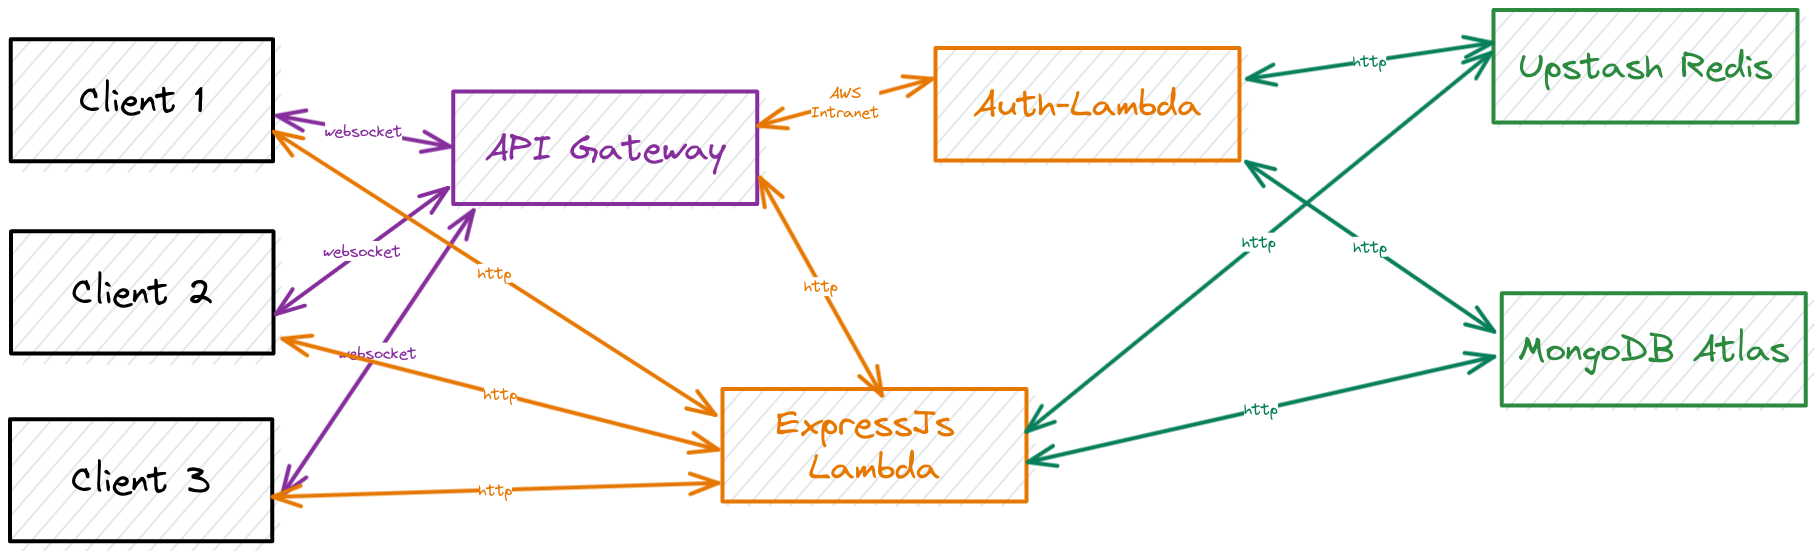 Client 1
websocket
API Gateway
AWS
Intranet
Auth-Lambda
http
Upstash Redis
Client 2
websocket
http
http
http
http
MongoDB Atlas
websocket
http
ExpressJs
Lambda
http
Client 3
http